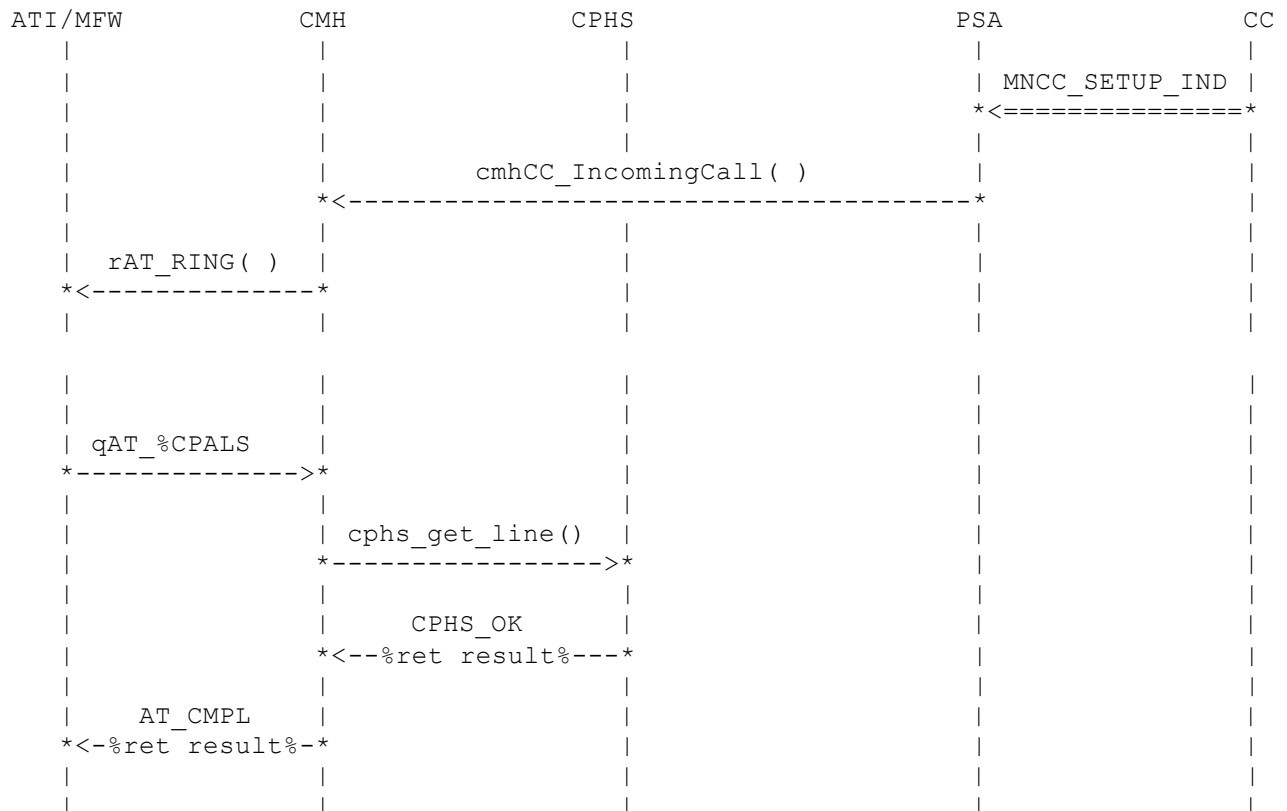 ATI/MFW CMH CPHS PSA CC
MNCC_SETUP_IND
*<===============*
cmhCC_IncomingCall( )
*<---------------------------------------*
rAT_RING( )
*<--------------*
qAT_%CPALS
*-------------->*
cphs_get_line()
*----------------->*
CPHS_OK
*<--%ret result%---*
AT_CMPL
*<-%ret result%-*